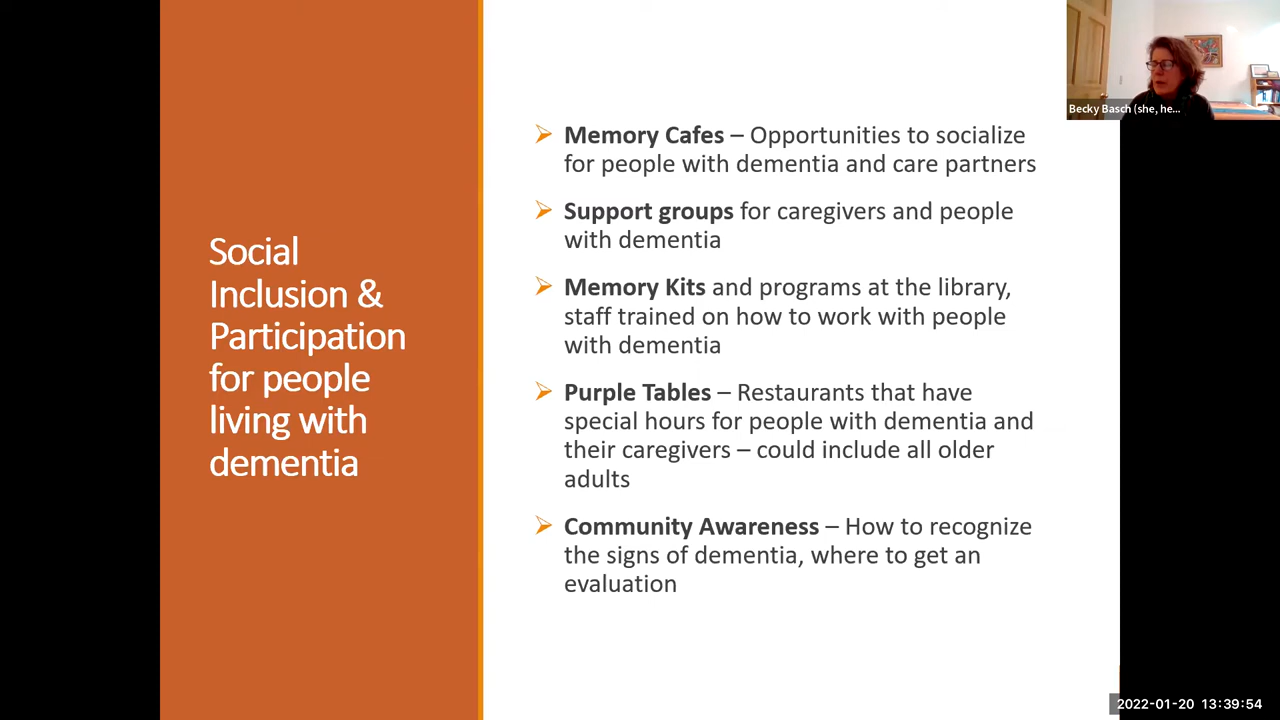 Social
Inclusion &
Participation
for people
living with
dementia
Memory Cafes – Opportunities to socialize
for people with dementia and care partners
Support groups for caregivers and people
with dementia
Memory Kits and programs at the library,
staff trained on how to work with people
with dementia
Purple Tables – Restaurants that have
special hours for people with dementia and
their caregivers – could include all older
adults
Community Awareness – How to recognize
the signs of dementia, where to get an
evaluation
Becky Basch (she, he...
2022-01-20 13:39:54